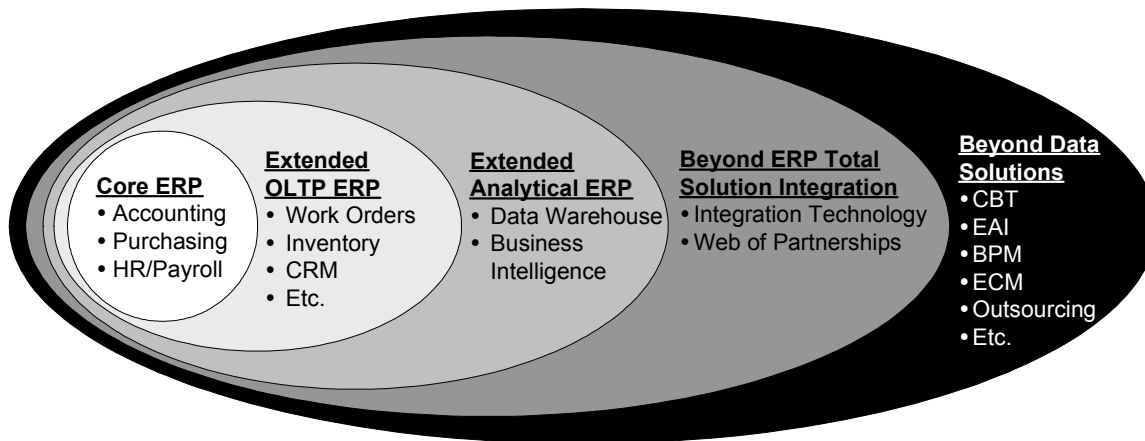 Core ERP
• Accounting
• Purchasing
• HR/Payroll
Extended
OLTP ERP
• Work Orders
• Inventory
• CRM
• Etc.
Extended
Analytical ERP
• Data Warehouse
• Business
Intelligence
Beyond ERP Total
Solution Integration
• Integration Technology
• Web of Partnerships
Beyond Data
Solutions
• CBT
• EAI
• BPM
• ECM
• Outsourcing
• Etc.